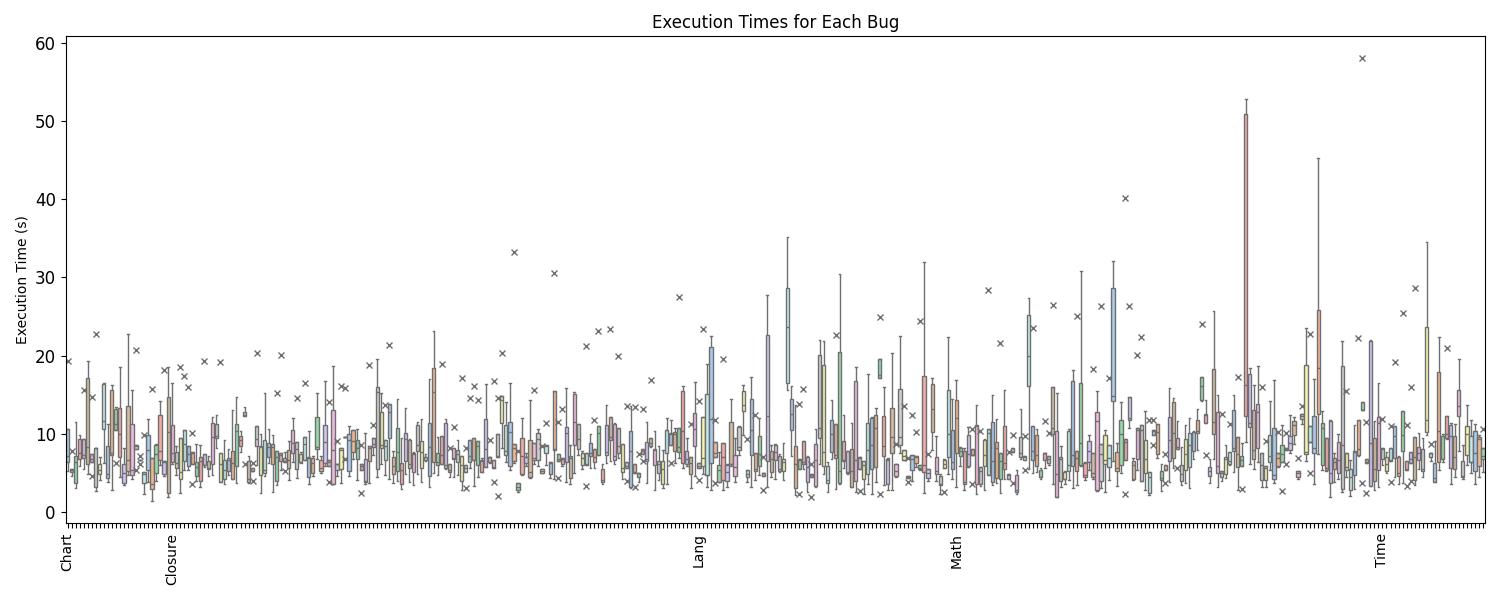 Execution Times for Each Bug
Execution Time (s)
60
50
40
30
20
10
0
Chart
Closure
Lang
Math
Time